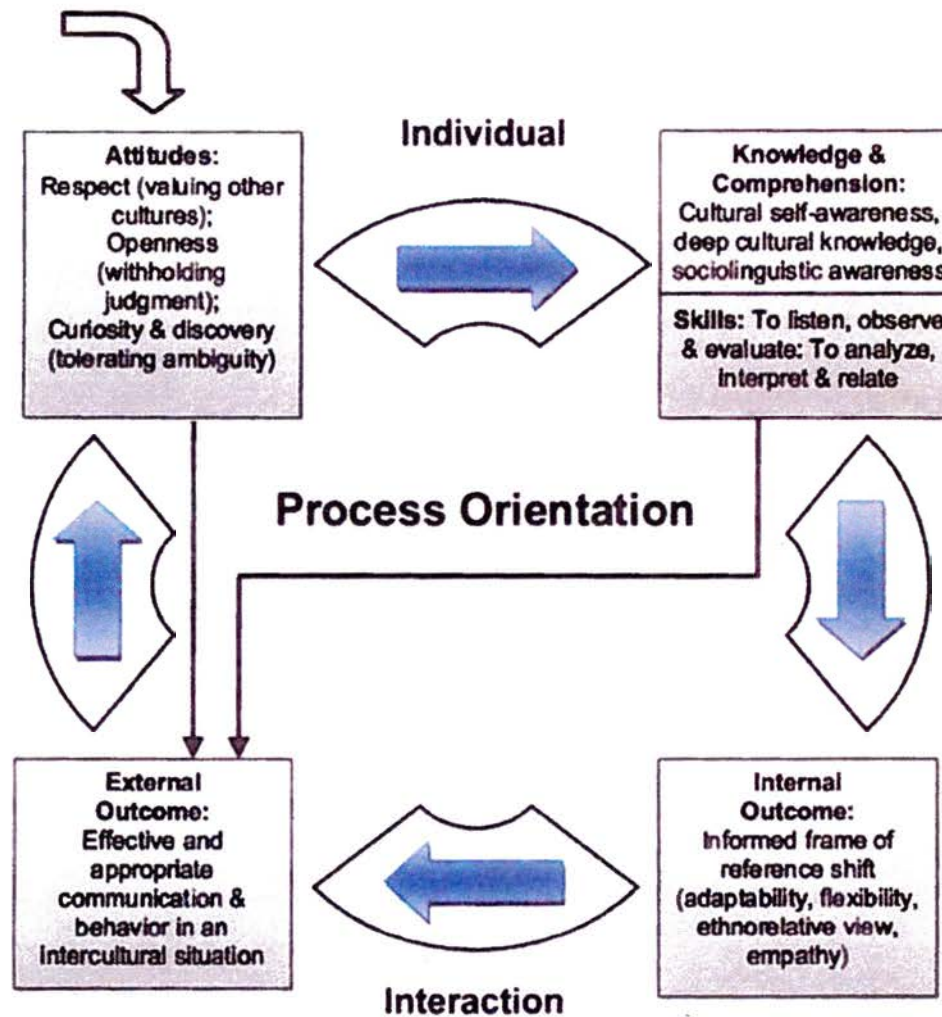 Individual
Attitudes:
Respect (valuing other
cultures);
Openness
(withholding
judgment);
Curiosity & discovery
(tolerating ambiguity)
Knowledge &
Comprehension:
Cultural self-awareness,
deep cultural knowledge,
sociolinguistic awareness
Skills: To listen, observe
& evaluate: To analyze,
interpret & relate
Process Orientation
External
Outcome:
Effective and
appropriate
communication &
behavior in an
intercultural situation
Internal
Outcome:
Informed frame of
reference shift
(adaptability, flexibility,
ethnorelative view,
empathy)
Interaction